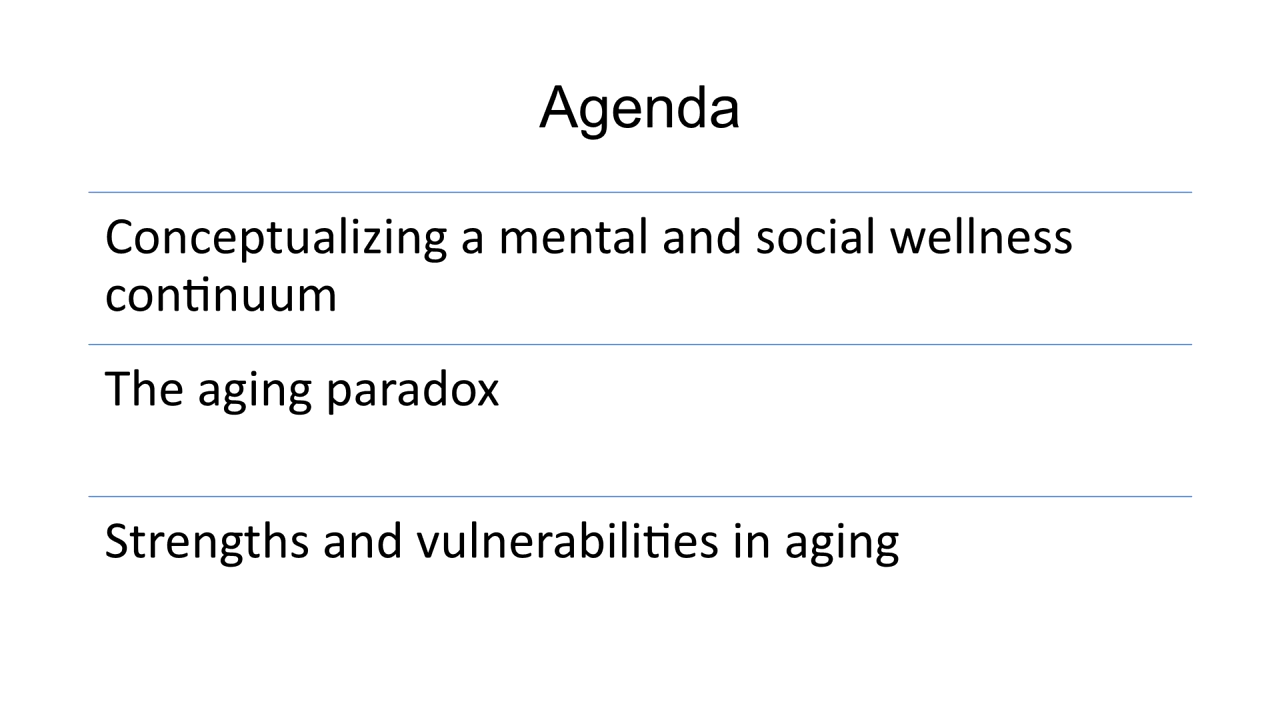 Agenda
Conceptualizing a mental and social wellness
continuum
The aging paradox
Strengths and vulnerabilities in aging